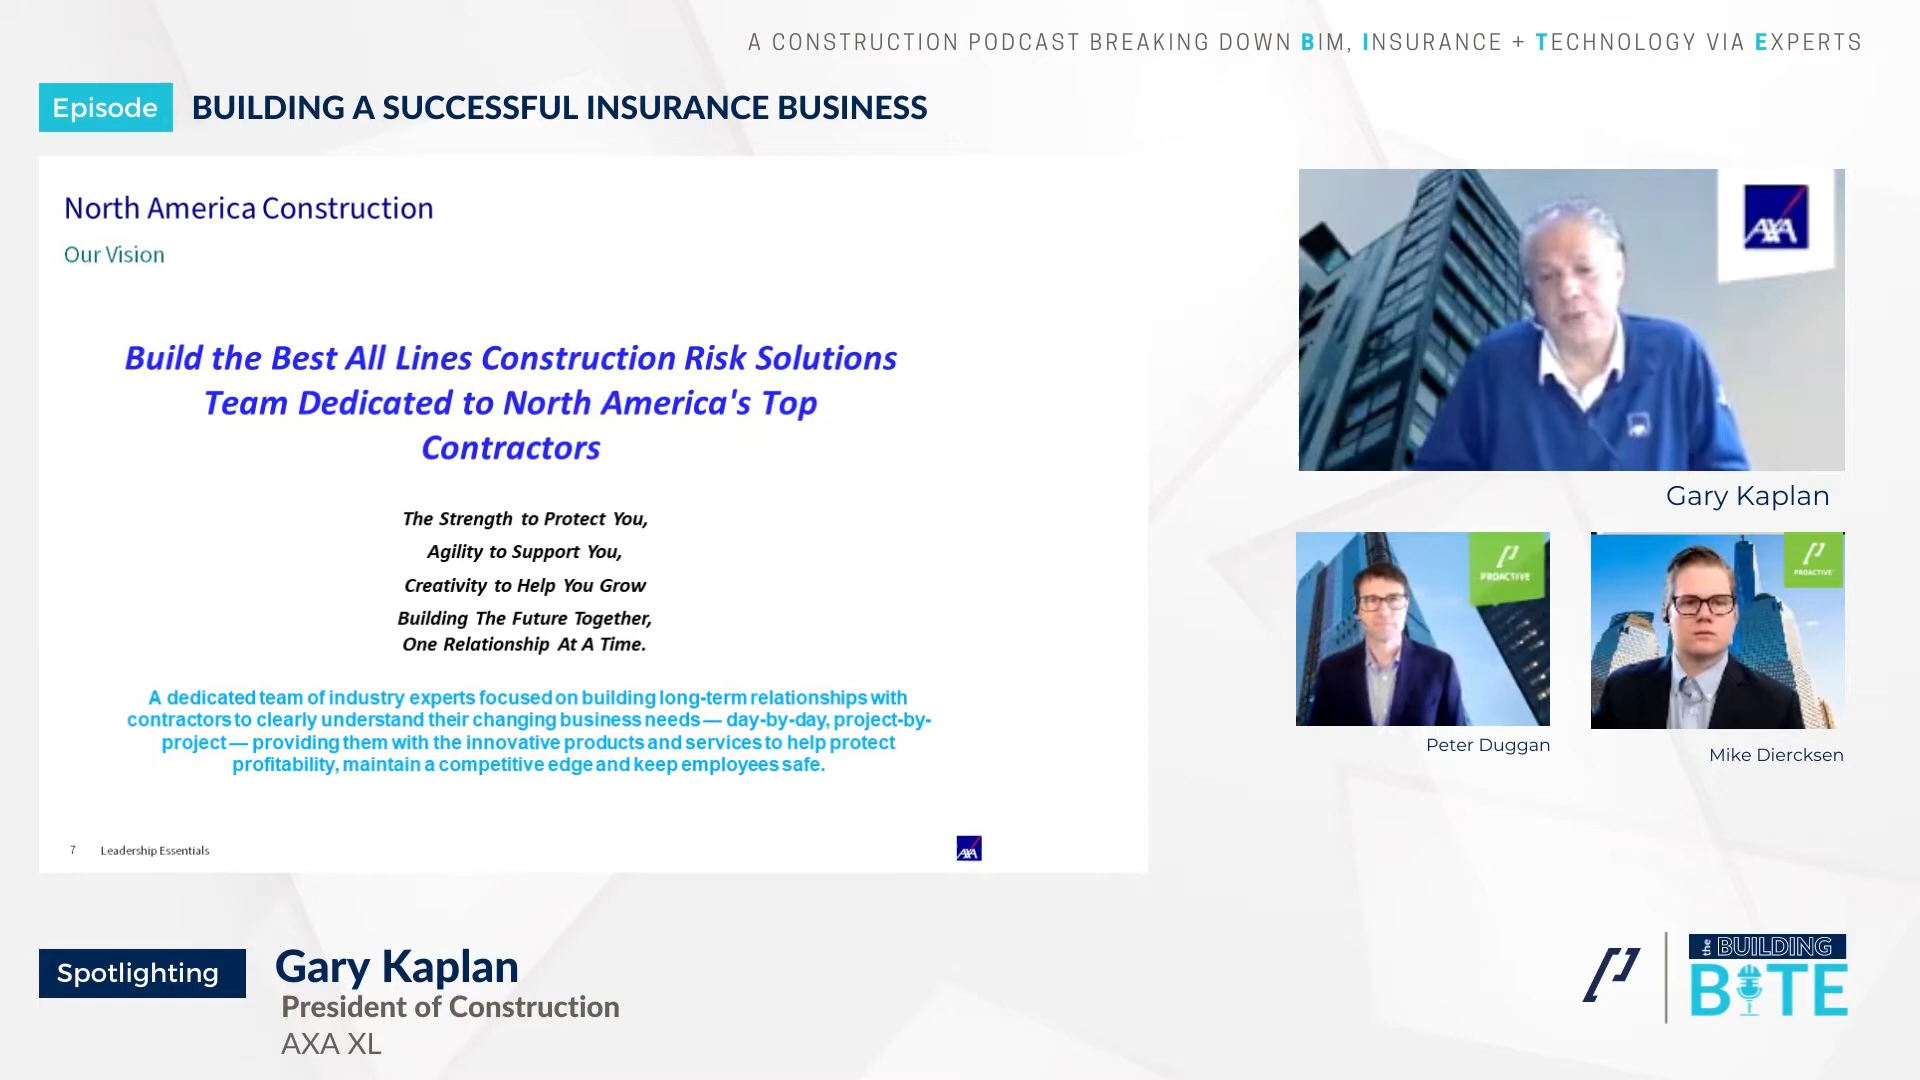 A CONSTRUCTION PODCAST BREAKING DOWN BIM, INSURANCE + TECHNOLOGY VIA EXPERTS
Episode
BUILDING A SUCCESSFUL INSURANCE BUSINESS
North America Construction
Our Vision
Build the Best All Lines Construction Risk Solutions
Team Dedicated to North America's Top
Contractors
The Strength to Protect You,
Agility to Support You,
Creativity to Help You Grow
Building The Future Together,
One Relationship At A Time.
A dedicated team of industry experts focused on building long-term relationships with
contractors to clearly understand their changing business needs — day-by-day, project-by-
project — providing them with the innovative products and services to help protect
profitability, maintain a competitive edge and keep employees safe.
7 Leadership Essentials
AXA
AXA
Gary Kaplan
PROACTIVE
PROACTIVE
Peter Duggan
Mike Diercksen
Spotlighting
Gary Kaplan
President of Construction
AXA XL
the BUILDING
BITE